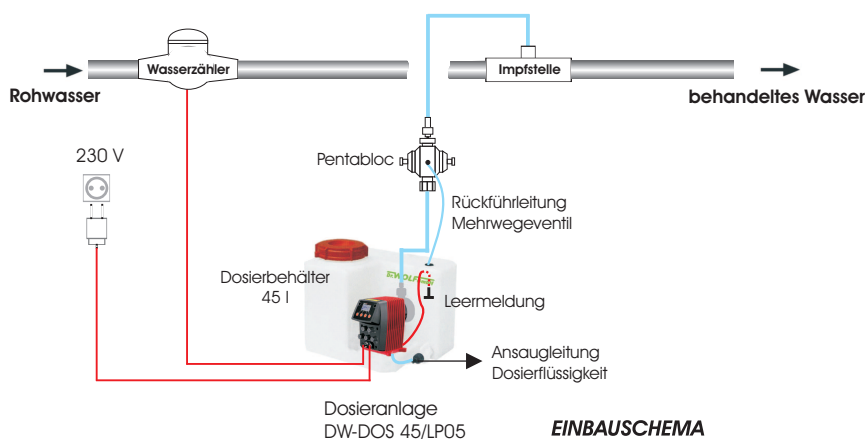 Wasserzähler
Impfstelle
Rohwasser
behandeltes Wasser
230 V
Pentabloc
Rückführleitung
Mehrwegeventil
Dosierbehälter
45 l
WOLF
Leermeldung
Ansaugleitung
Dosierflüssigkeit
Dosieranlage
DW-DOS 45/LP05
EINBAUSCHEMA